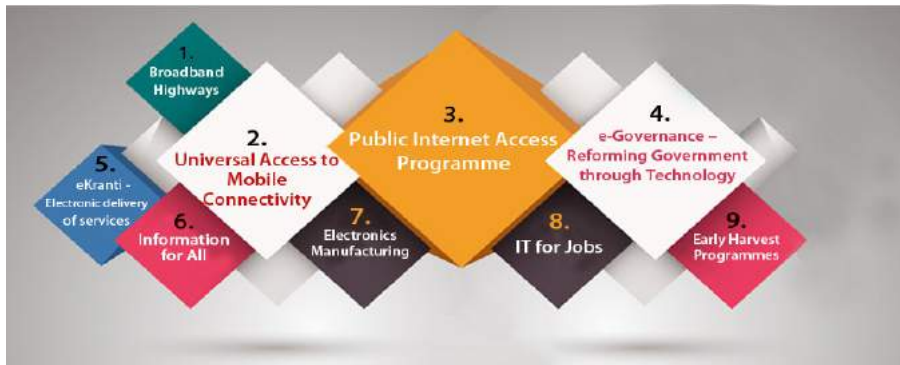 1.
Broadband
Highways
2.
Universal Access to
Mobile
Connectivity
3.
Public Internet Access
Programme
4.
e-Governance –
Reforming Government
through Technology
5.
eKranti -
Electronic delivery
of services
6.
Information
for All
7.
Electronics
Manufacturing
8.
IT for Jobs
9.
Early Harvest
Programmes